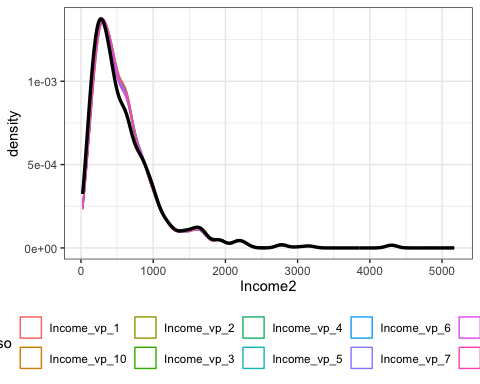 density
1e-03
5e-04
0e+00
0 1000 2000 3000 4000 5000
Income2
Income_vp_1 Income_vp_2 Income_vp_4 Income_vp_6
so
Income_vp_10 Income_vp_3 Income_vp_5 Income_vp_7